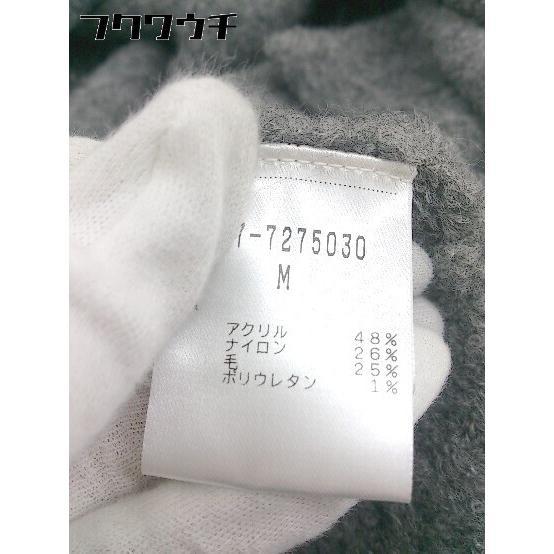 フクワウチ
1-7275030
M
アクリル 48%
ナイロン 26%
毛 25%
ポリウレタン 1%